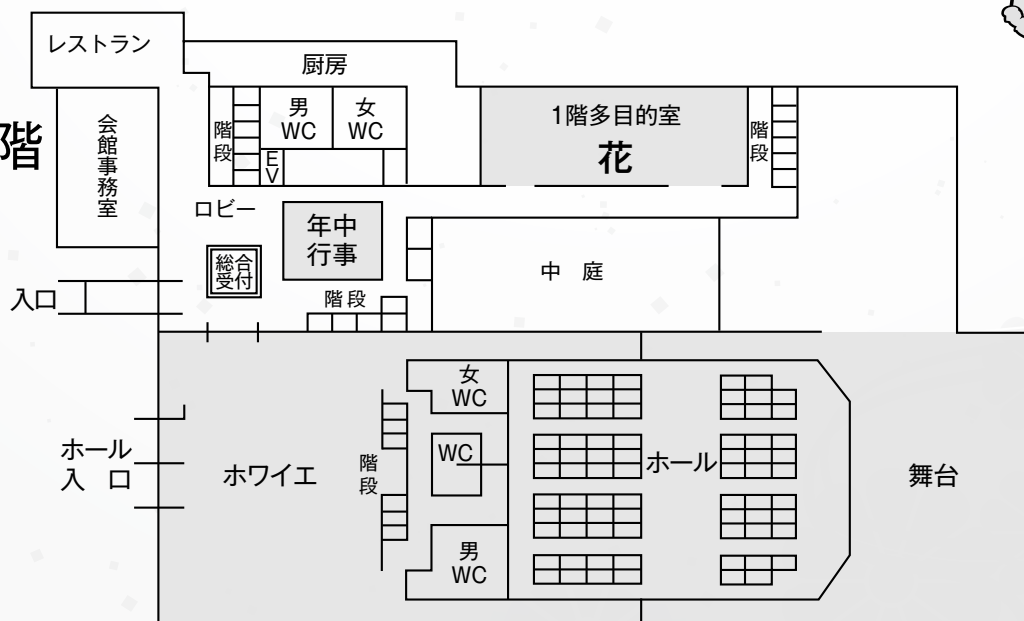 レストラン
厨房
階
会館事務室
階段
男
WC
女
WC
EV
1階多目的室
花
階段
ロビー
年中
行事
総合
受付
中 庭
入口
階段
女
WC
WC
ホール
入 口
ホワイエ
階段
ホール
舞台
男
WC